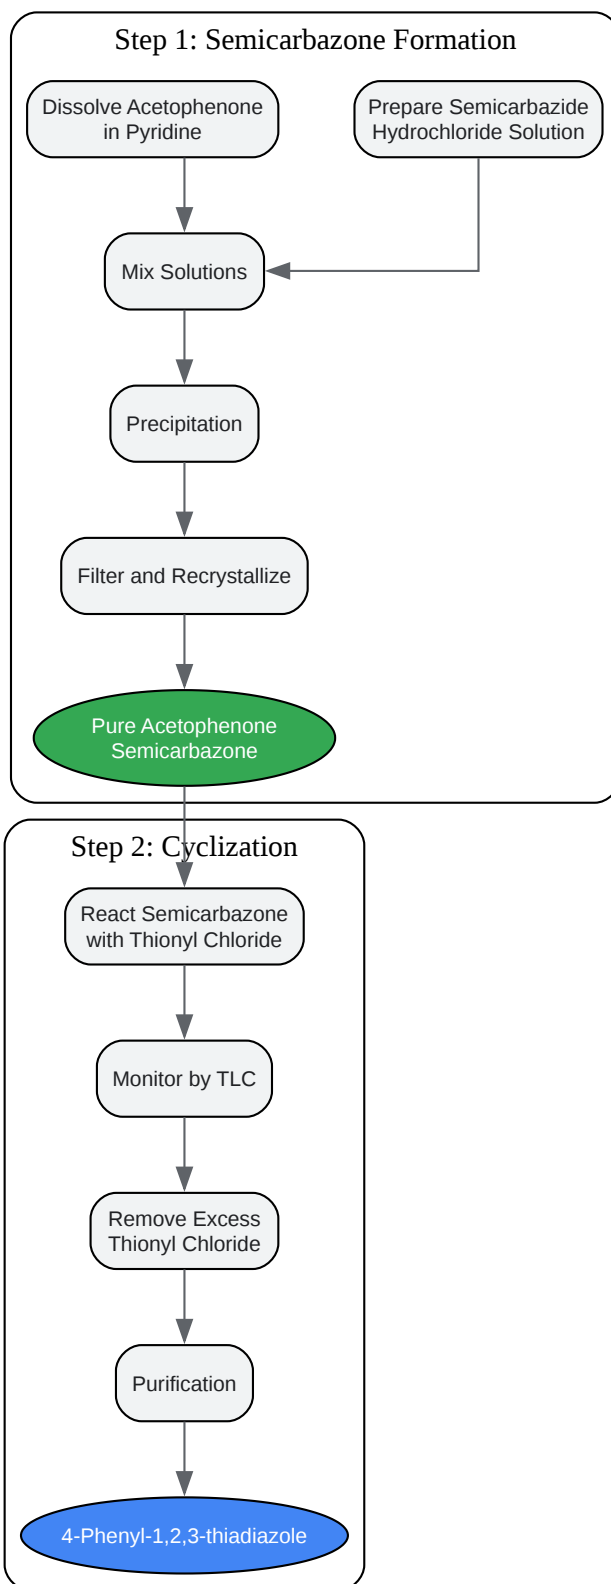 Step 1: Semicarbazone Formation
Dissolve Acetophenone
in Pyridine
Prepare Semicarbazide
Hydrochloride Solution
Mix Solutions
Precipitation
Filter and Recrystallize
Pure Acetophenone
Semicarbazone
Step 2: Cyclization
React Semicarbazone
with Thionyl Chloride
Monitor by TLC
Remove Excess
Thionyl Chloride
Purification
4-Phenyl-1,2,3-thiadiazole